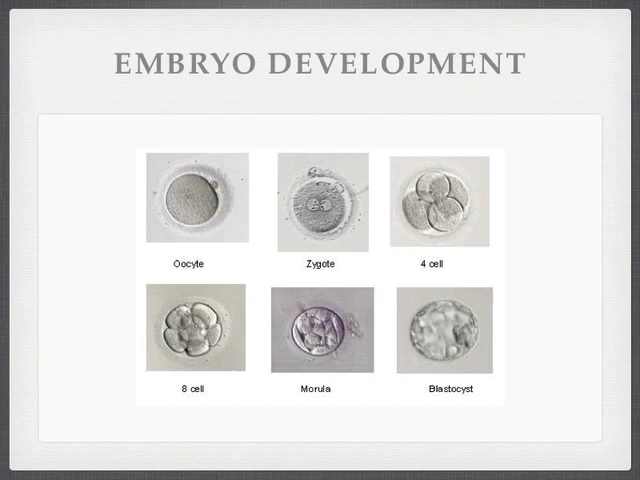 EMBRYO DEVELOPMENT
Oocyte
Zygote
4 cell
8 cell
Morula
Blastocyst